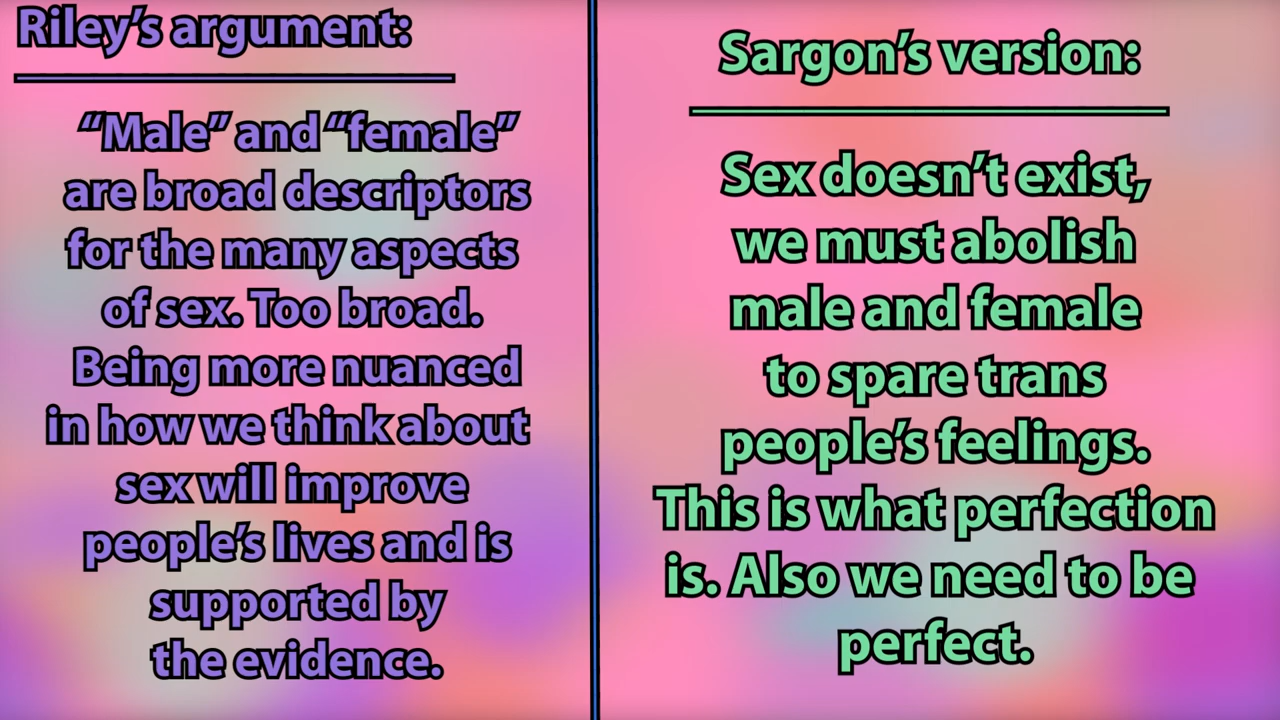 Riley’s argument:
“Male” and “female”
are broad descriptors
for the many aspects
of sex. Too broad.
Being more nuanced
in how we think about
sex will improve
people’s lives and is
supported by
the evidence.
Sargon’s version:
Sex doesn’t exist,
we must abolish
male and female
to spare trans
people’s feelings.
This is what perfection
is. Also we need to be
perfect.